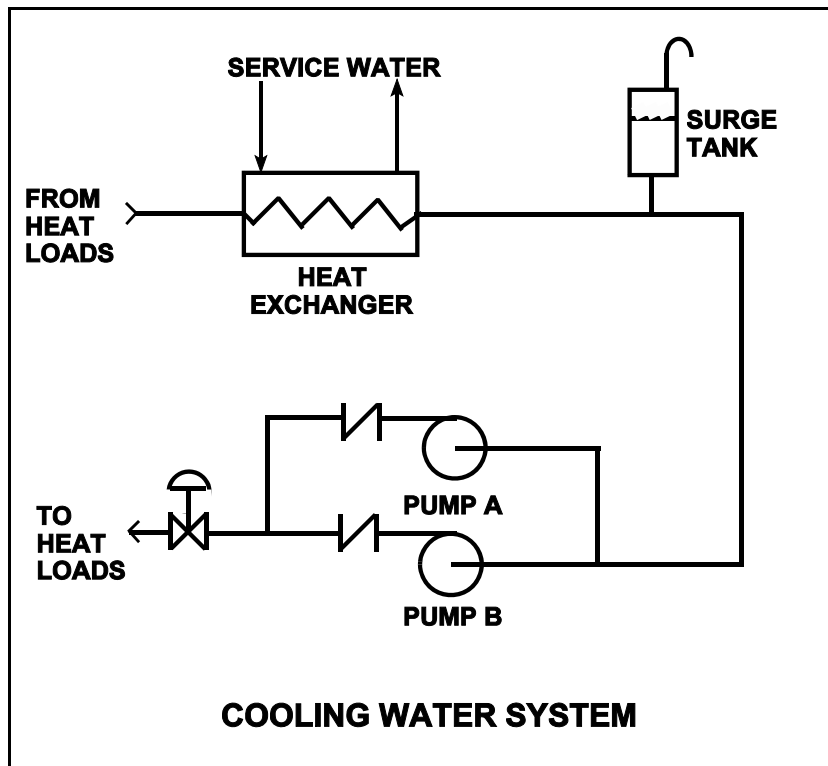 SERVICE WATER
SURGE
TANK
FROM
HEAT
LOADS
HEAT
EXCHANGER
PUMP A
TO
HEAT
LOADS
PUMP B
COOLING WATER SYSTEM